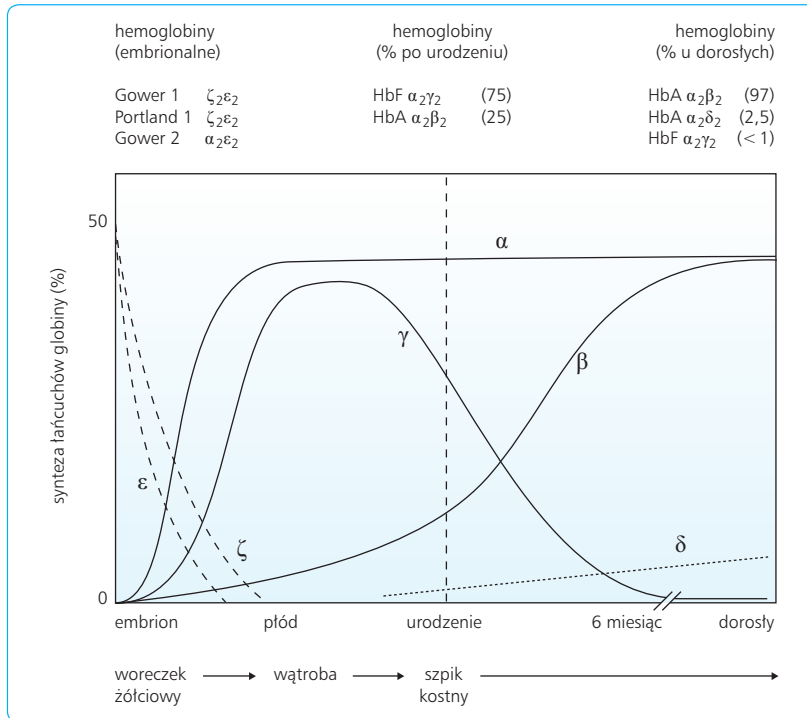 hemoglobiny
(embrionalne)
Gower 1 ζ₂ε₂
Portland 1 ζ₂ε₂
Gower 2 α₂ε₂
hemoglobiny
(% po urodzeniu)
HbF α₂γ₂ (75)
HbA α₂β₂ (25)
hemoglobiny
(% u dorosłych)
HbA α₂β₂ (97)
HbA α₂δ₂ (2,5)
HbF α₂γ₂ (< 1)
synteza łańcuchów globiny (%)
50
0
α
γ
β
ε
ζ
δ
embrion płód urodzenie 6 miesiąc dorosły
woreczek
żółciowy
wątroba
szpik
kostny